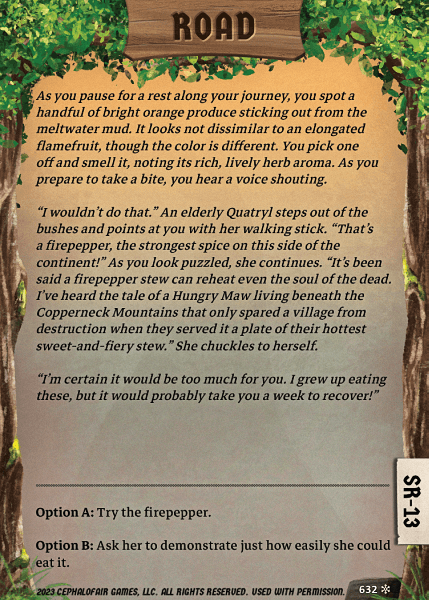 ROAD
As you pause for a rest along your journey, you spot a
handful of bright orange produce sticking out from the
meltwater mud. It looks not dissimilar to an elongated
flamefruit, though the color is different. You pick one
off and smell it, noting its rich, lively herb aroma. As you
prepare to take a bite, you hear a voice shouting.
“I wouldn’t do that.” An elderly Quatryl steps out of the
bushes and points at you with her walking stick. “That’s
a firepepper, the strongest spice on this side of the
continent!” As you look puzzled, she continues. “It’s been
said a firepepper stew can reheat even the soul of the dead.
I’ve heard the tale of a Hungry Maw living beneath the
Copperneck Mountains that only spared a village from
destruction when they served it a plate of their hottest
sweet-and-fiery stew.” She chuckles to herself.
“I’m certain it would be too much for you. I grew up eating
these, but it would probably take you a week to recover!”
Option A: Try the firepepper.
Option B: Ask her to demonstrate just how easily she could
eat it.
SR-13
2023 CEPHALOFAIR GAMES, LLC. ALL RIGHTS RESERVED. USED WITH PERMISSION.
632